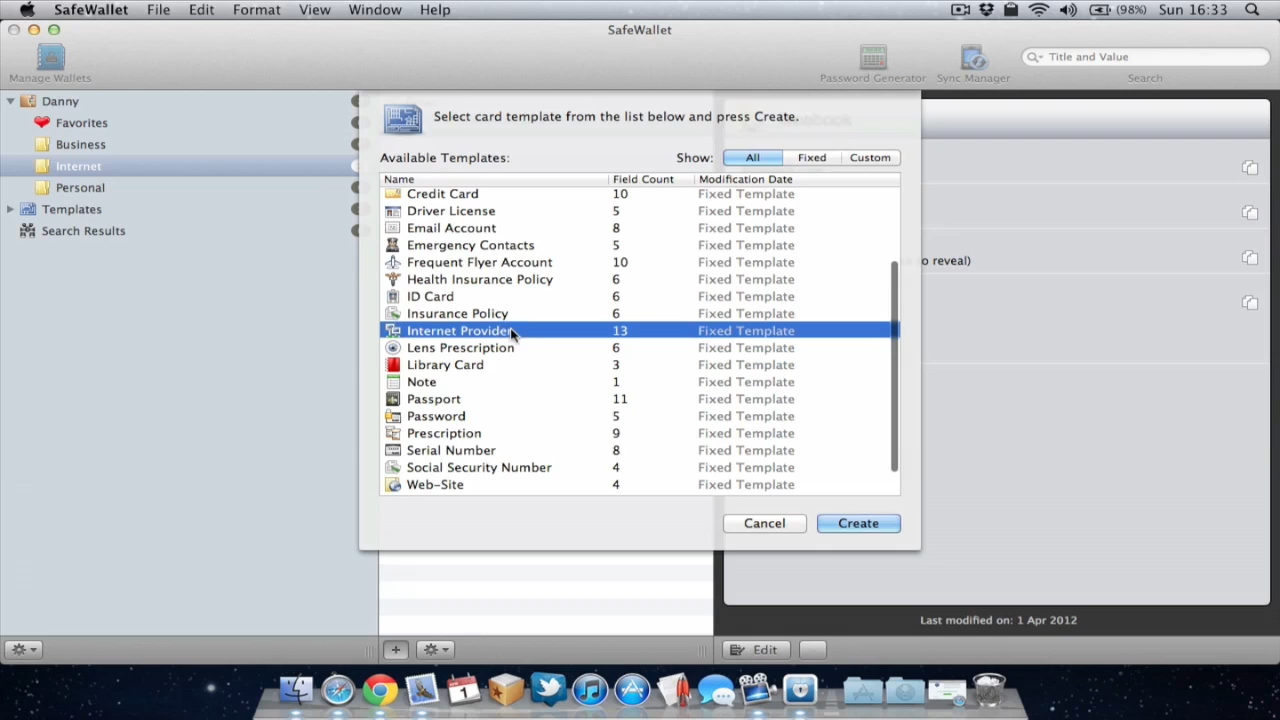 SafeWallet File Edit Format View Window Help (98%) Sun 16:33
SafeWallet
Manage Wallets Password Generator Sync Manager Title and Value Search
Danny
Favorites
Business
Internet
Personal
Templates
Search Results
Select card template from the list below and press Create.
Available Templates: Show: All Fixed Custom
Name Field Count Modification Date
Credit Card 10 Fixed Template
Driver License 5 Fixed Template
Email Account 8 Fixed Template
Emergency Contacts 5 Fixed Template
Frequent Flyer Account 10 Fixed Template
Health Insurance Policy 6 Fixed Template
ID Card 6 Fixed Template
Insurance Policy 6 Fixed Template
Internet Provider 13 Fixed Template
Lens Prescription 6 Fixed Template
Library Card 3 Fixed Template
Note 1 Fixed Template
Passport 11 Fixed Template
Password 5 Fixed Template
Prescription 9 Fixed Template
Serial Number 8 Fixed Template
Social Security Number 4 Fixed Template
Web-Site 4 Fixed Template
Cancel Create
o reveal)
Last modified on: 1 Apr 2012
+ Edit
1